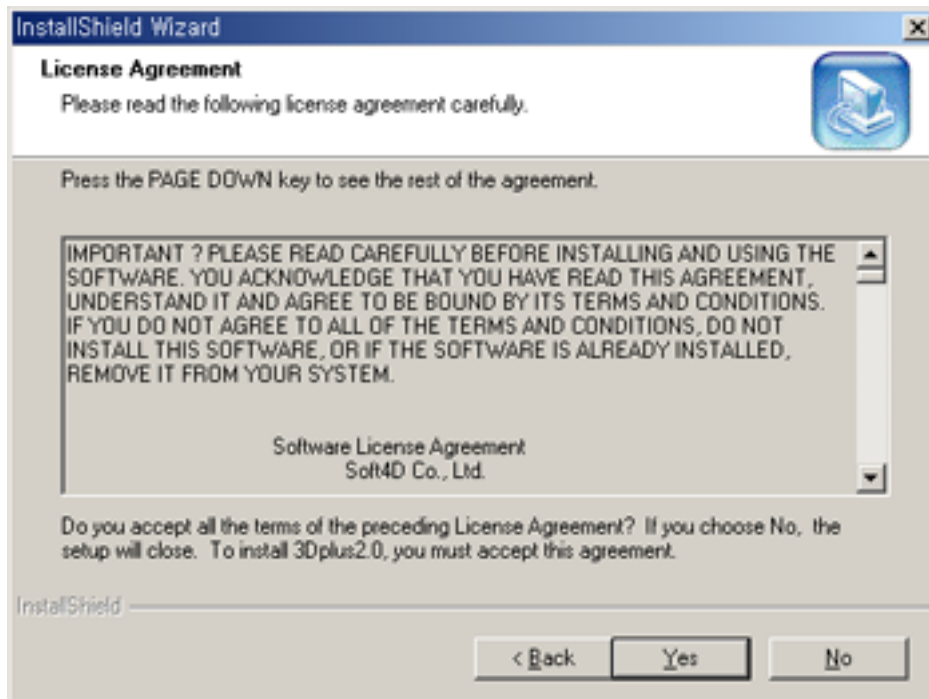 InstallShield Wizard
License Agreement
Please read the following license agreement carefully.
Press the PAGE DOWN key to see the rest of the agreement.
IMPORTANT ? PLEASE READ CAREFULLY BEFORE INSTALLING AND USING THE
SOFTWARE. YOU ACKNOWLEDGE THAT YOU HAVE READ THIS AGREEMENT,
UNDERSTAND IT AND AGREE TO BE BOUND BY ITS TERMS AND CONDITIONS.
IF YOU DO NOT AGREE TO ALL OF THE TERMS AND CONDITIONS, DO NOT
INSTALL THIS SOFTWARE, OR IF THE SOFTWARE IS ALREADY INSTALLED,
REMOVE IT FROM YOUR SYSTEM.
Software License Agreement
Soft4D Co., Ltd.
Do you accept all the terms of the preceding License Agreement? If you choose No, the
setup will close. To install 3Dplus2.0, you must accept this agreement.
InstallShield
< Back Yes No